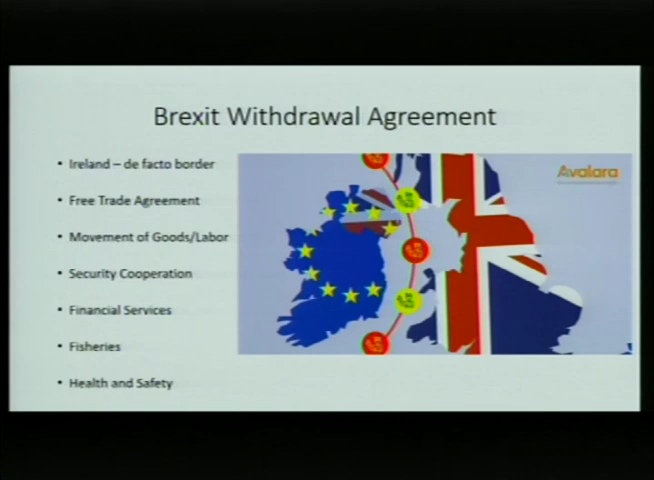 Brexit Withdrawal Agreement
• Ireland – de facto border
• Free Trade Agreement
• Movement of Goods/Labor
• Security Cooperation
• Financial Services
• Fisheries
• Health and Safety
Avalara